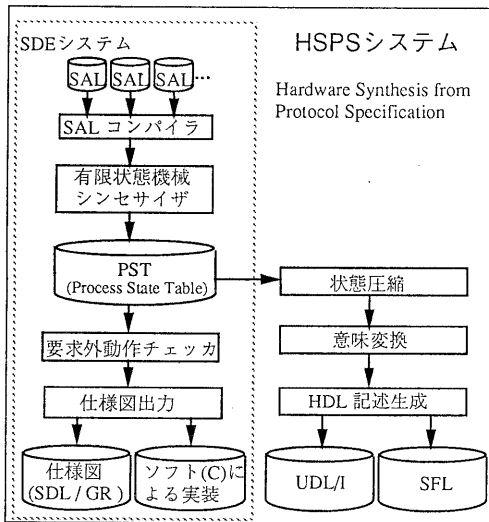 SDEシステム
HSPSシステム
SAL SAL SAL…
Hardware Synthesis from
Protocol Specification
SAL コンパイラ
有限状態機械
シンセサイザ
PST
(Process State Table)
状態圧縮
要求外動作チェッカ
意味変換
仕様図出力
HDL 記述生成
仕様図
(SDL / GR )
ソフト(C)に
よる実装
UDL/I
SFL